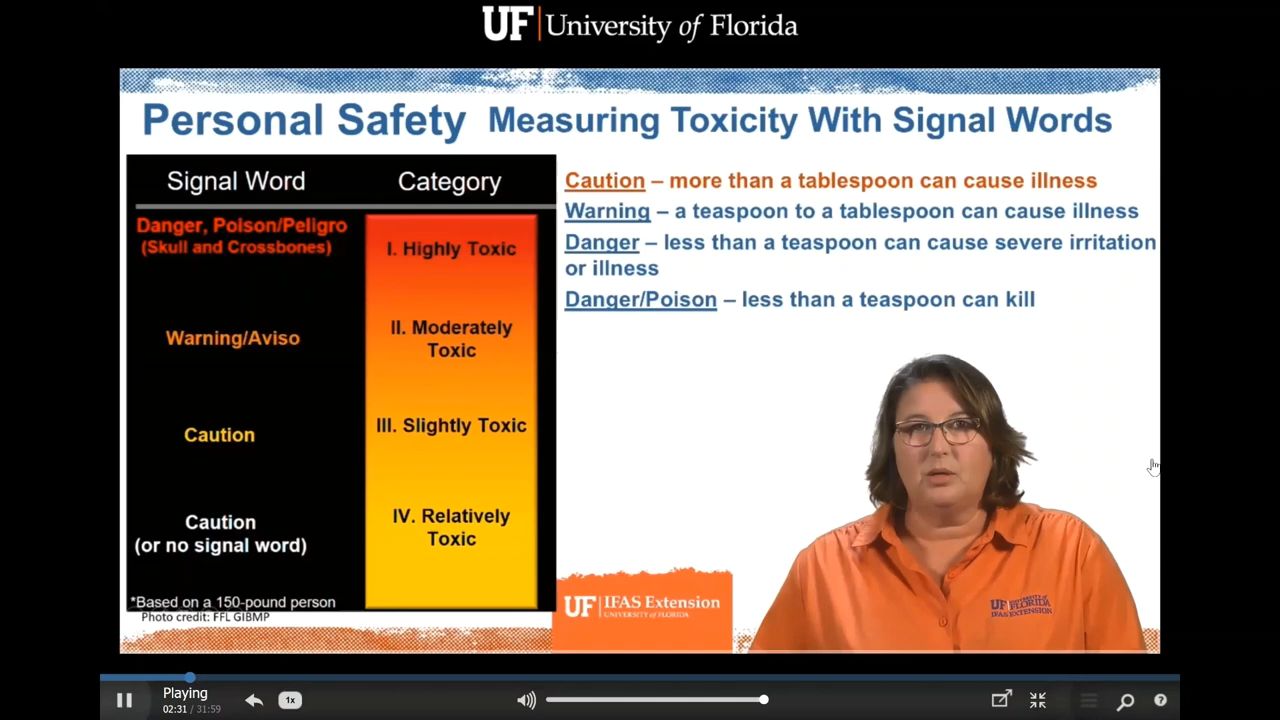 UF University of Florida
Personal Safety Measuring Toxicity With Signal Words
Signal Word Category
Danger, Poison/Peligro
(Skull and Crossbones)
I. Highly Toxic
Warning/Aviso
II. Moderately
Toxic
Caution
III. Slightly Toxic
Caution
(or no signal word)
IV. Relatively
Toxic
*Based on a 150-pound person
Photo credit: FFL GIBMP
Caution – more than a tablespoon can cause illness
Warning – a teaspoon to a tablespoon can cause illness
Danger – less than a teaspoon can cause severe irritation
or illness
Danger/Poison – less than a teaspoon can kill
UF IFAS Extension
UNIVERSITY of FLORIDA
UF UNIVERSITY of
FLORIDA
IFAS EXTENSION
Playing
02:31 / 31:59
1x
?